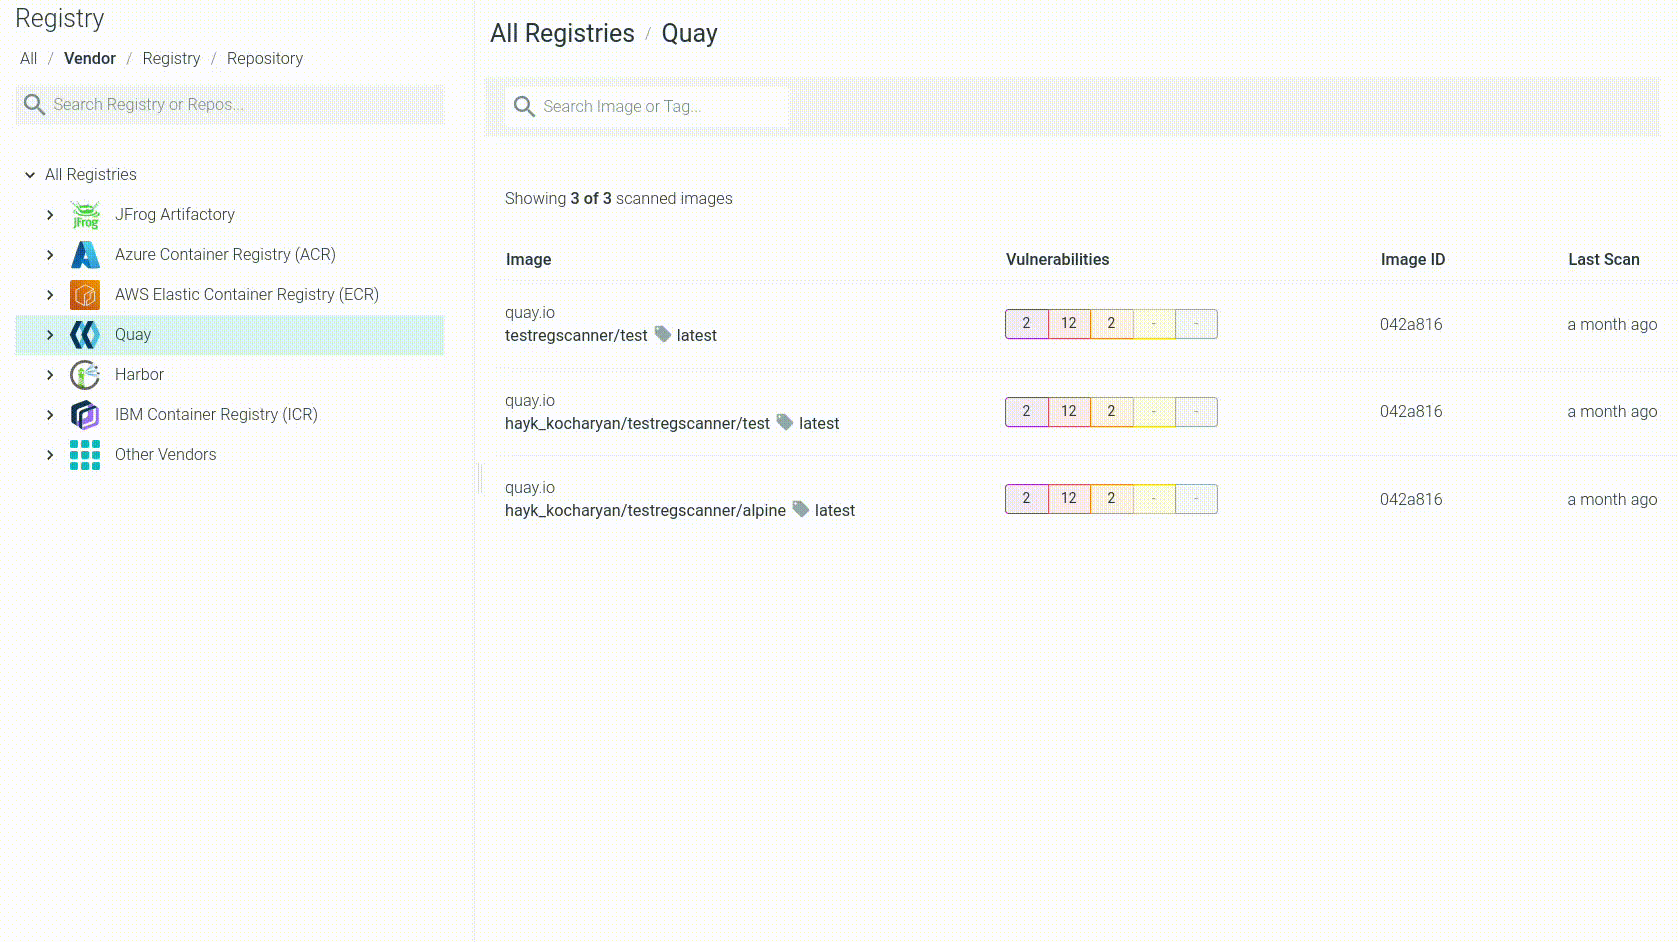 Registry
All / Vendor / Registry / Repository
Search Registry or Repos...
All Registries
JFrog
JFrog Artifactory
Azure Container Registry (ACR)
AWS Elastic Container Registry (ECR)
Quay
Harbor
IBM Container Registry (ICR)
Other Vendors
All Registries / Quay
Search Image or Tag...
Showing 3 of 3 scanned images
Image Vulnerabilities Image ID Last Scan
quay.io
testregscanner/test latest 2 12 2 - - 042a816 a month ago
quay.io
hayk_kocharyan/testregscanner/test latest 2 12 2 - - 042a816 a month ago
quay.io
hayk_kocharyan/testregscanner/alpine latest 2 12 2 - - 042a816 a month ago